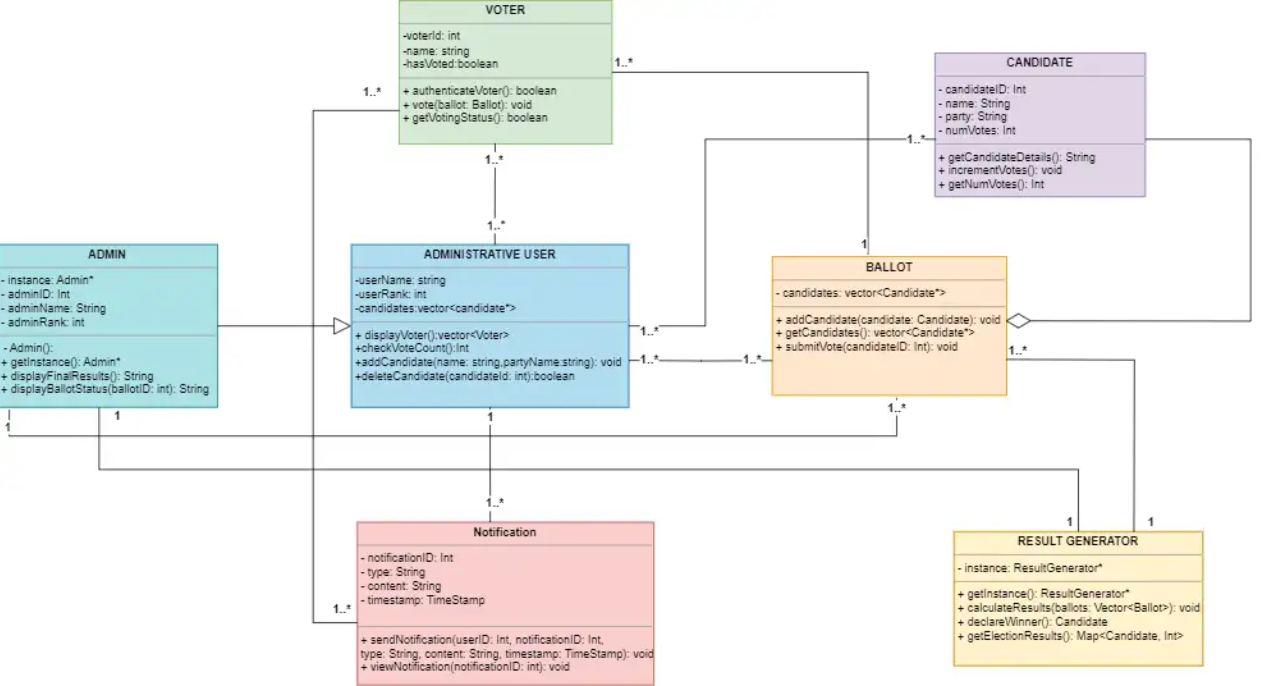 VOTER
-voterId: int
-name: string
-hasVoted:boolean
+ authenticateVoter(): boolean
+ vote(ballot: Ballot): void
+ getVotingStatus(): boolean
1..*
1..*
1..*
CANDIDATE
- candidateID: Int
- name: String
- party: String
- numVotes: Int
+ getCandidateDetails(): String
+ incrementVotes(): void
+ getNumVotes(): Int
1..*
1..*
1
ADMIN
- instance: Admin*
- adminID: Int
- adminName: String
- adminRank: int
- Admin():
+ getInstance(): Admin*
+ displayFinalResults(): String
+ displayBallotStatus(ballotID: int): String
1
1
ADMINISTRATIVE USER
-userName: string
-userRank: int
-candidates:vector<candidate*>
+ displayVoter():vector<Voter>
+checkVoteCount():Int
+addCandidate(name: string,partyName:string): void
+deleteCandidate(candidateId: int):boolean
1..*
1..*
1..*
1
BALLOT
- candidates: vector<Candidate*>
+ addCandidate(candidate: Candidate): void
+ getCandidates(): vector<Candidate*>
+ submitVote(candidateID: Int): void
1..*
1..*
1..*
1..*
Notification
- notificationID: Int
- type: String
- content: String
- timestamp: TimeStamp
+ sendNotification(userID: Int, notificationID: Int,
type: String, content: String, timestamp: TimeStamp): void
+ viewNotification(notificationID: int): void
1
1
RESULT GENERATOR
- instance: ResultGenerator*
+ getInstance(): ResultGenerator*
+ calculateResults(ballots: Vector<Ballot>): void
+ declareWinner(): Candidate
+ getElectionResults(): Map<Candidate, Int>